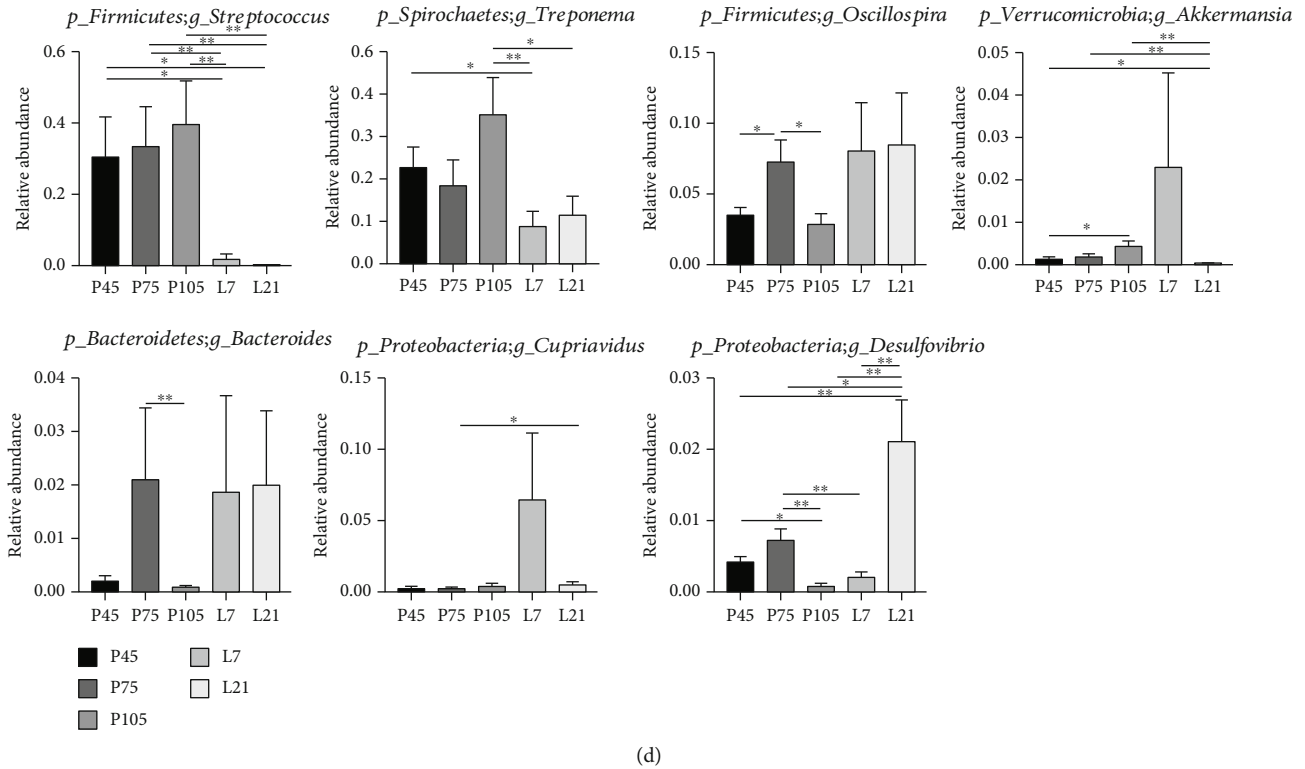 p_Firmicutes;g_Streptococcus
Relative abundance
0.6
0.4
0.2
0.0
**
**
**
*
**
*
P45 P75 P105 L7 L21
p_Spirochaetes;g_Treponema
Relative abundance
0.5
0.4
0.3
0.2
0.1
0.0
*
*
**
P45 P75 P105 L7 L21
p_Firmicutes;g_Oscillospira
Relative abundance
0.15
0.10
0.05
0.00
*
*
P45 P75 P105 L7 L21
p_Verrucomicrobia;g_Akkermansia
Relative abundance
0.05
0.04
0.03
0.02
0.01
0.00
**
**
*
*
P45 P75 P105 L7 L21
p_Bacteroidetes;g_Bacteroides
Relative abundance
0.04
0.03
0.02
0.01
0.00
**
P45 P75 P105 L7 L21
p_Proteobacteria;g_Cupriavidus
Relative abundance
0.15
0.10
0.05
0.00
*
P45 P75 P105 L7 L21
p_Proteobacteria;g_Desulfovibrio
Relative abundance
0.03
0.02
0.01
0.00
**
**
*
**
**
**
*
P45 P75 P105 L7 L21
P45
P75
P105
L7
L21
(d)